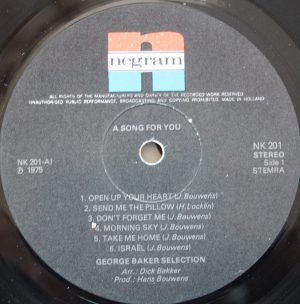 negram
ALL RIGHTS OF THE MANUFACTURERS AND OWNER OF THE RECORDED WORK RESERVED
UNAUTHORISED PUBLIC PERFORMANCE, BROADCASTING AND COPYING PROHIBITED. MADE IN HOLLAND
A SONG FOR YOU
NK 201-A)
℗ 1975
NK 201
STEREO
Side 1
STEMRA
1. OPEN UP YOUR HEART (J. Bouwens)
2. SEND ME THE PILLOW (H. Locklin)
3. DON'T FORGET ME (J. Bouwens)
4. MORNING SKY (J. Bouwens)
5. TAKE ME HOME (J. Bouwens)
6. ISRAËL (J. Bouwens)
GEORGE BAKER SELECTION
Arr.: Dick Bakker
Prod.: Hans Bouwens